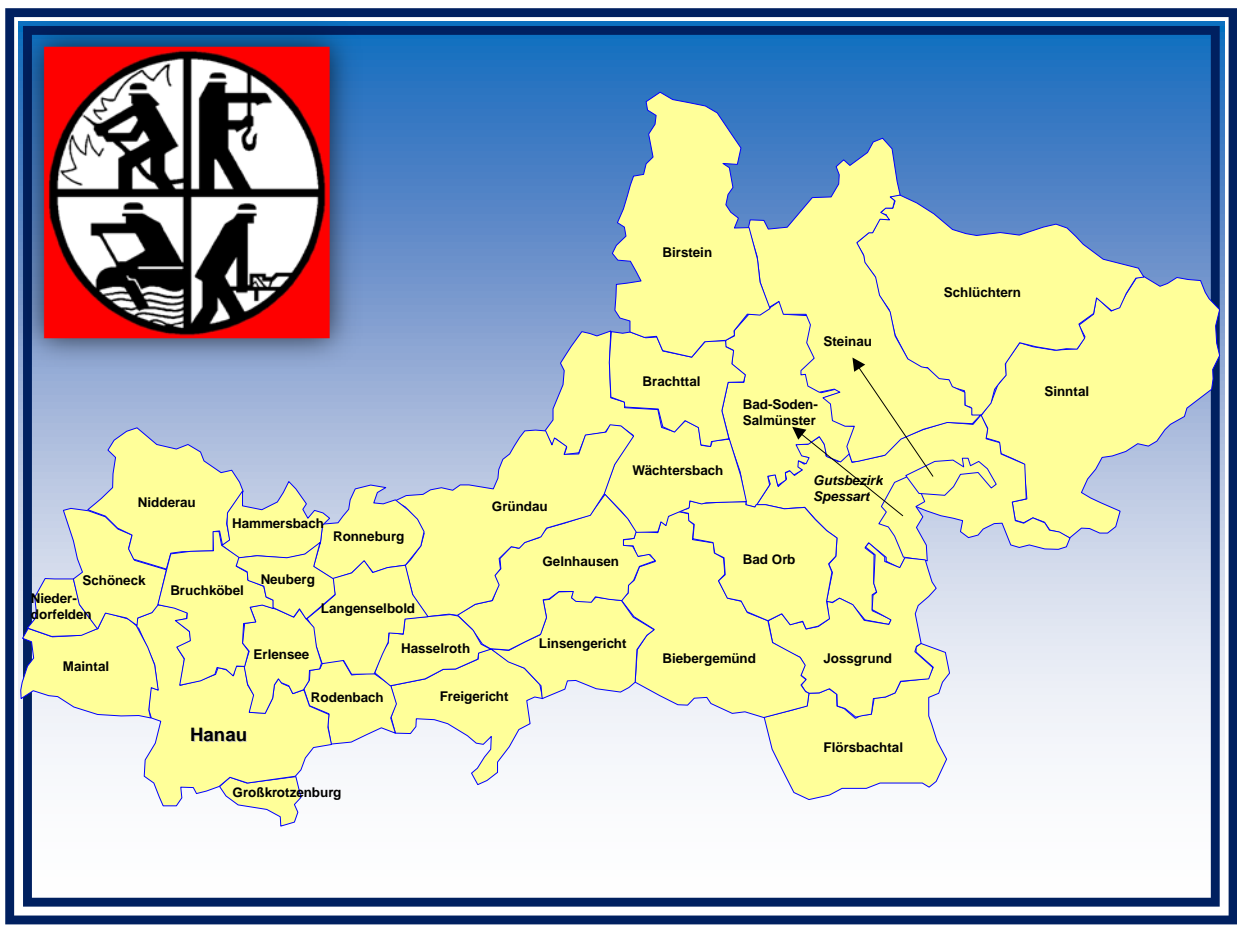 Birstein
Schlüchtern
Steinau
Brachttal
Sinntal
Bad-Soden-
Salmünster
Wächtersbach
Gutsbezirk
Spessart
Nidderau
Gründau
Hammersbach
Ronneburg
Gelnhausen
Bad Orb
Schöneck
Neuberg
Bruchköbel
Nieder-
dorfelden
Langenselbold
Hasselroth
Linsengericht
Erlensee
Biebergemünd
Jossgrund
Maintal
Rodenbach
Freigericht
Hanau
Flörsbachtal
Großkrotzenburg